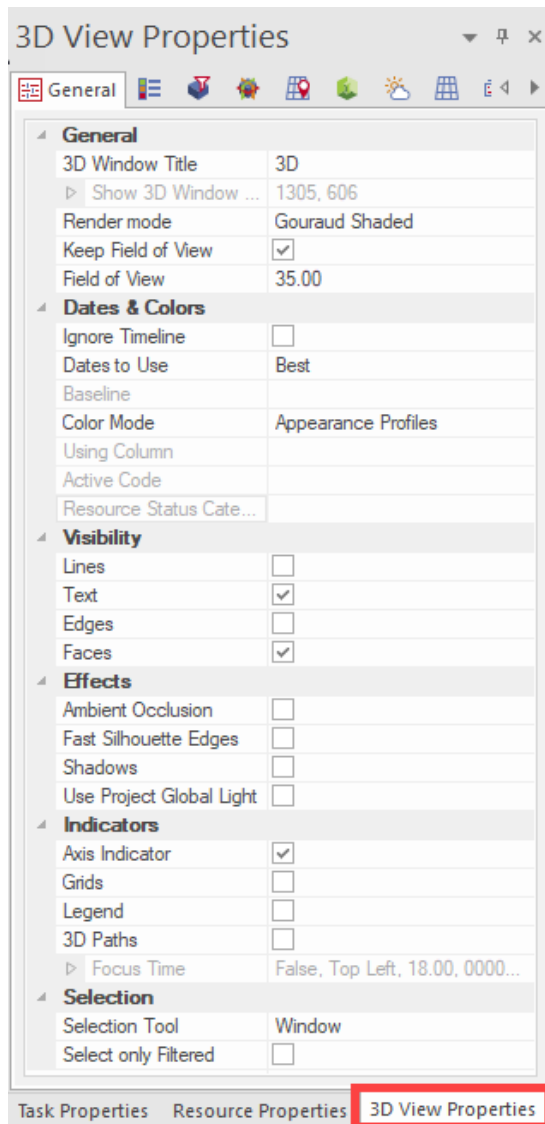 3D View Properties
General
General
3D Window Title 3D
Show 3D Window ... 1305, 606
Render mode Gouraud Shaded
Keep Field of View
Field of View 35.00
Dates & Colors
Ignore Timeline
Dates to Use Best
Baseline
Color Mode Appearance Profiles
Using Column
Active Code
Resource Status Cate...
Visibility
Lines
Text
Edges
Faces
Effects
Ambient Occlusion
Fast Silhouette Edges
Shadows
Use Project Global Light
Indicators
Axis Indicator
Grids
Legend
3D Paths
Focus Time False, Top Left, 18.00, 0000...
Selection
Selection Tool Window
Select only Filtered
Task Properties Resource Properties 3D View Properties